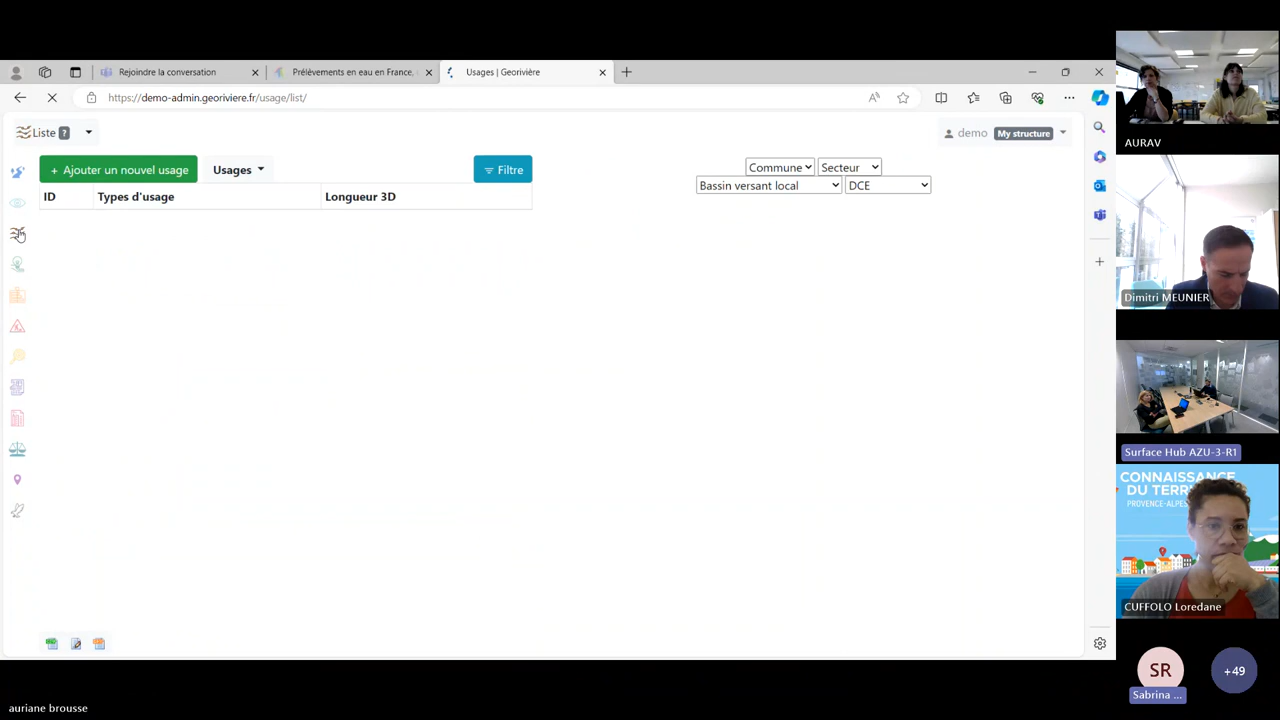 Rejoindre la conversation
Prélèvements en eau en France,
Usages | Georivière
https://demo-admin.georiviere.fr/usage/list/
Liste ?
demo My structure
+ Ajouter un nouvel usage
Usages
Filtre
Commune
Secteur
Bassin versant local
DCE
ID
Types d'usage
Longueur 3D
AURAV
Dimitri MEUNIER
Surface Hub AZU-3-R1
CONNAISSANCE
DU TERR
PROVENCE-ALPES
CUFFOLO Loredane
SR
+49
Sabrina ...
auriane brousse